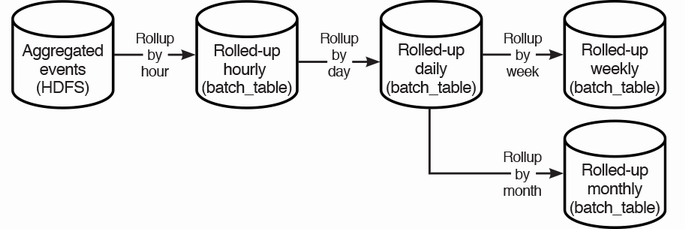 Aggregated
events
(HDFS)
Rollup
by
hour
Rolled-up
hourly
(batch_table)
Rollup
by
day
Rolled-up
daily
(batch_table)
Rollup
by
week
Rolled-up
weekly
(batch_table)
Rollup
by
month
Rolled-up
monthly
(batch_table)